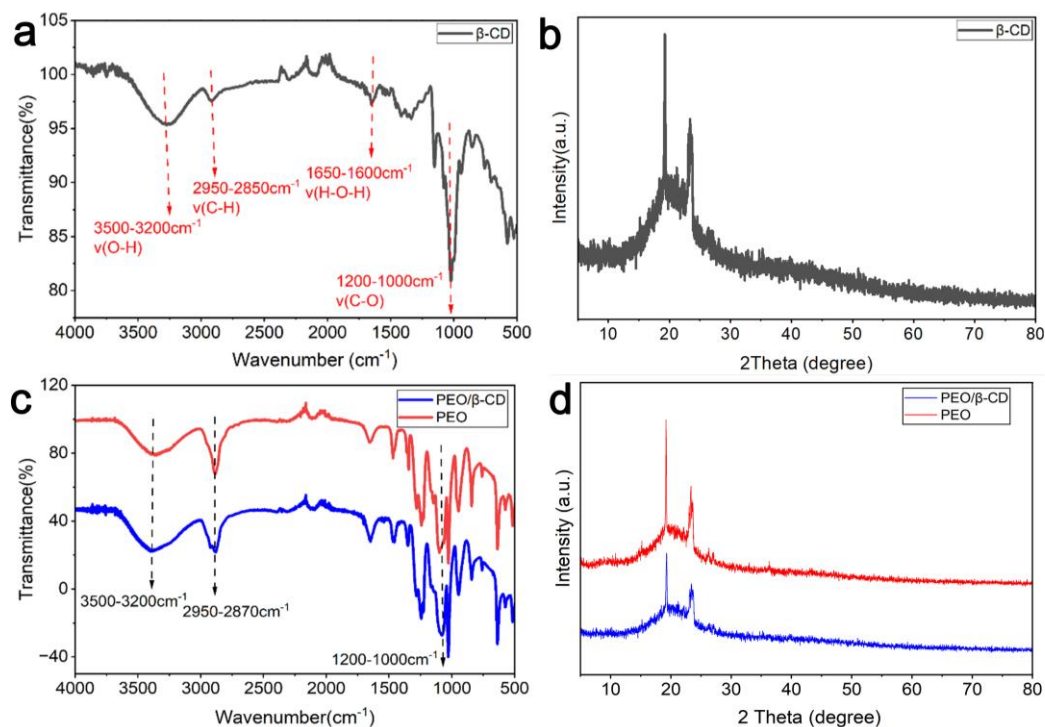 a
β-CD
105
100
95
90
85
80
Transmittance(%)
3500-3200cm⁻¹
ν(O-H)
2950-2850cm⁻¹
ν(C-H)
1650-1600cm⁻¹
ν(H-O-H)
1200-1000cm⁻¹
ν(C-O)
4000 3500 3000 2500 2000 1500 1000 500
Wavenumber (cm⁻¹)
b
β-CD
Intensity(a.u.)
10 20 30 40 50 60 70 80
2Theta (degree)
c
PEO/β-CD
PEO
120
80
40
0
−40
Transmittance(%)
3500-3200cm⁻¹
2950-2870cm⁻¹
1200-1000cm⁻¹
4000 3500 3000 2500 2000 1500 1000 500
Wavenumber(cm⁻¹)
d
PEO/β-CD
PEO
Intensity (a.u.)
10 20 30 40 50 60 70 80
2 Theta (degree)